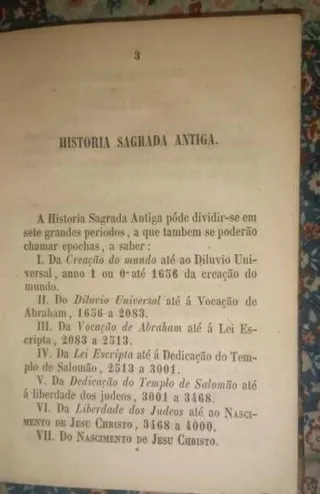 3
HISTORIA SAGRADA ANTIGA.
A Historia Sagrada Antiga póde dividir-se em
sete grandes periodos, a que tambem se poderão
chamar epochas, a saber:
I. Da Creação do mundo até ao Diluvio Uni-
versal, anno 1 ou 0 até 1656 da creação do
mundo.
II. Do Diluvio Universal até á Vocação de
Abraham, 1656 a 2083.
III. Da Vocação de Abraham até á Lei Es-
cripta, 2083 a 2513.
IV. Da Lei Escripta até á Dedicação do Tem-
plo de Salomão, 2513 a 3001.
V. Da Dedicação do Templo de Salomão até
á liberdade dos judeos, 3001 a 3468.
VI. Da Liberdade dos Judeos até ao NASCI-
MENTO DE JESU CHRISTO, 3468 a 4000.
VII. Do NASCIMENTO DE JESU CHRISTO.
*